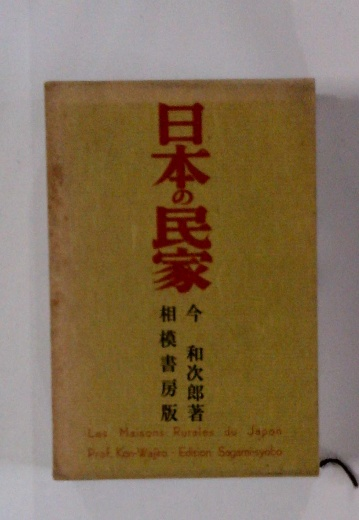 日本の民家
今 和次郎著
相模書房版
Les Maisons Rurales du Japon
Prof. Kon-Wajiro - Edition Sagamisyobo